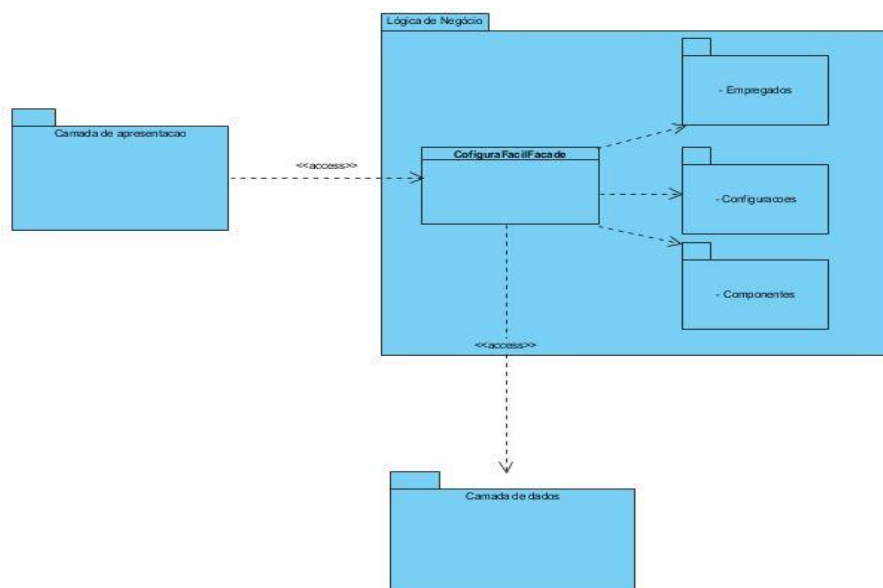 Lógica de Negócio
- Empregados
Camada de apresentacao
<<access>>
CofiguraFacilFacade
- Configuracoes
- Componentes
<<access>>
Camada de dados